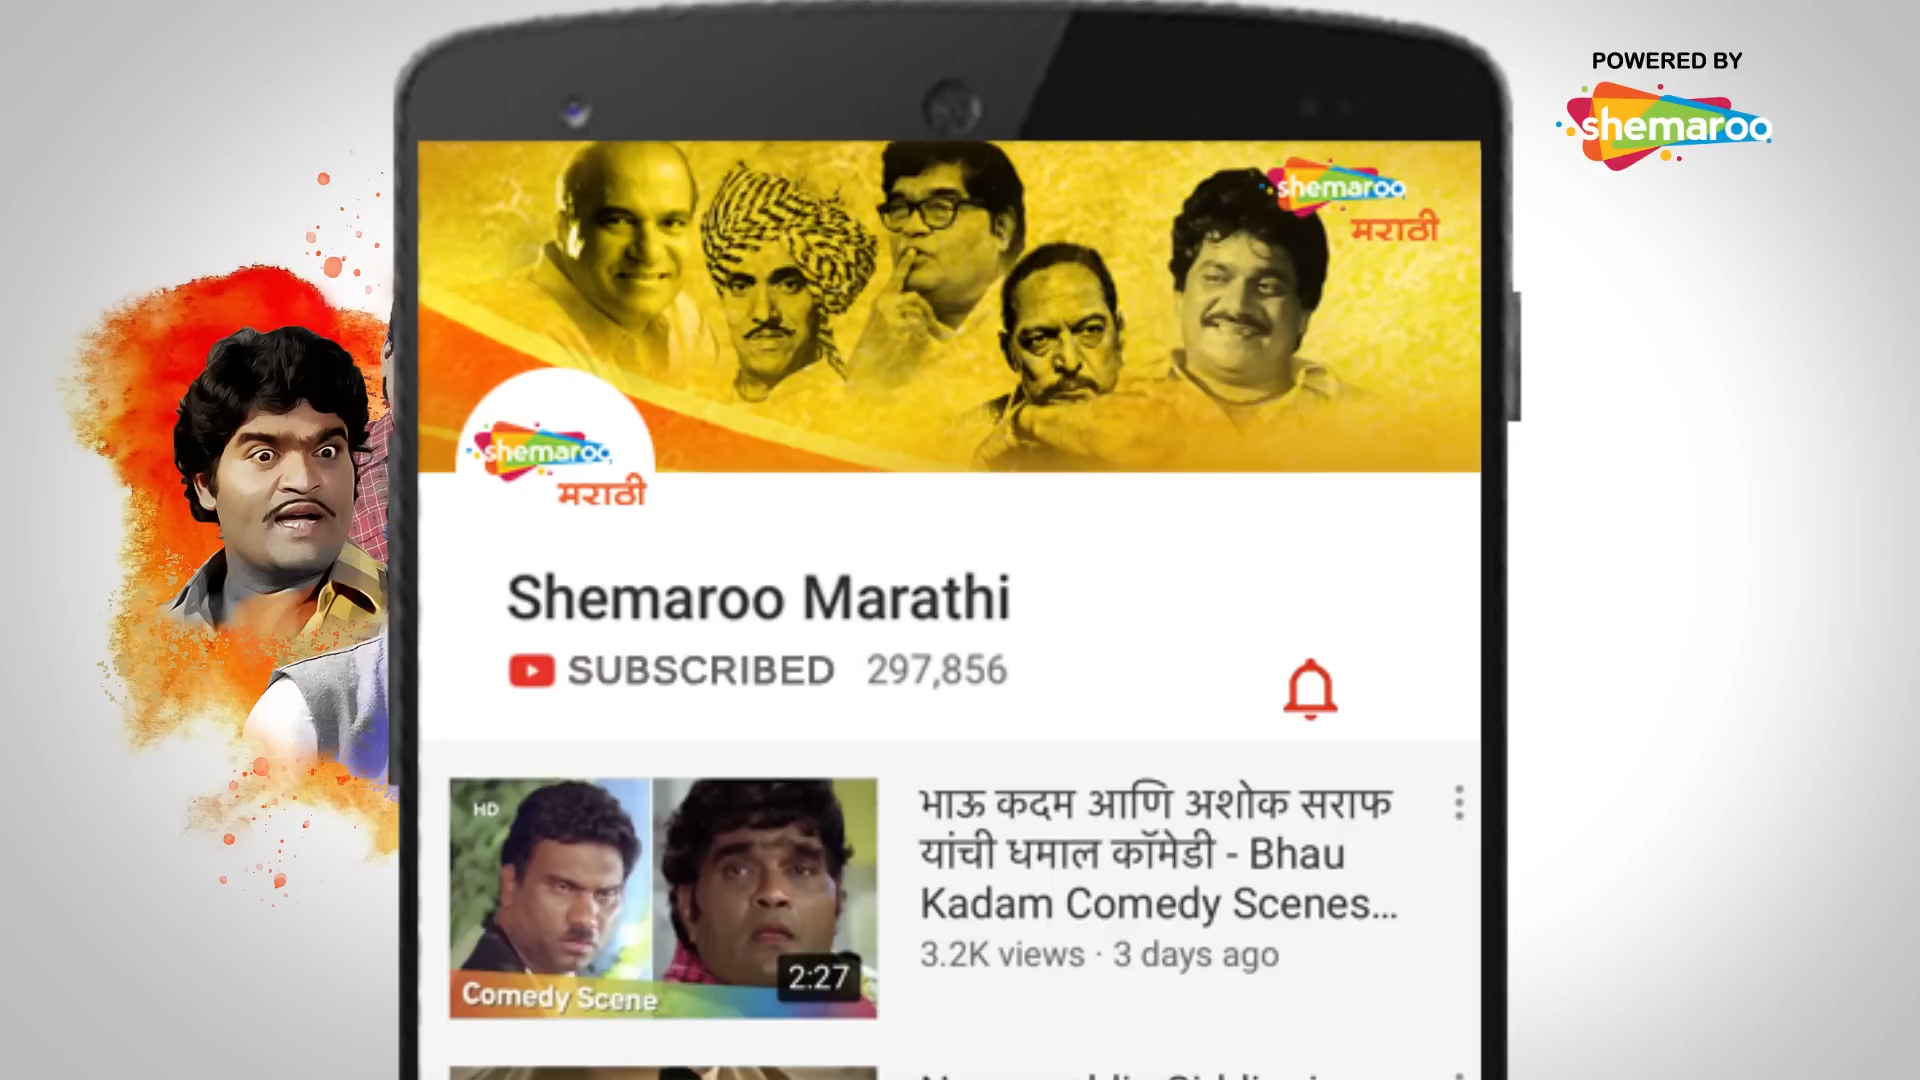 POWERED BY
shemaroo
shemaroo
मराठी
shemaroo
मराठी
Shemaroo Marathi
SUBSCRIBED 297,856
HD
Comedy Scene
2:27
भाऊ कदम आणि अशोक सराफ
यांची धमाल कॉमेडी - Bhau
Kadam Comedy Scenes...
3.2K views · 3 days ago